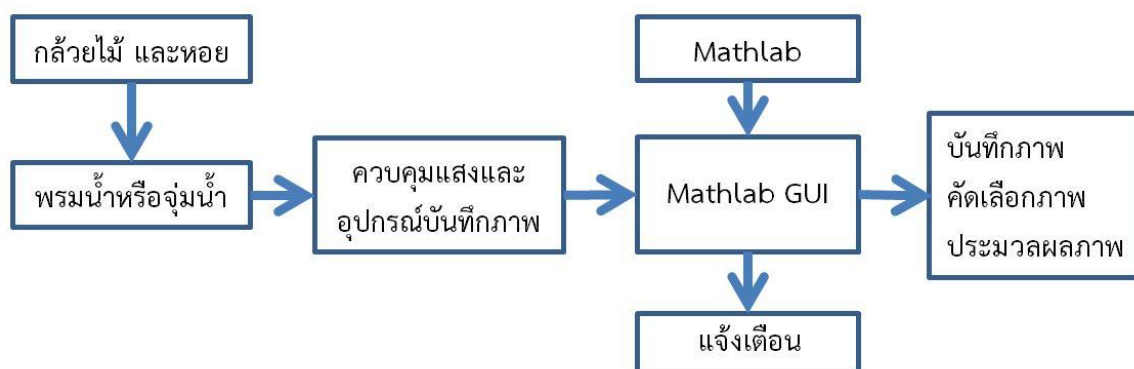 กล้วยไม้ และหอย
Mathlab
พรมน้ำหรือจุ่มน้ำ
ควบคุมแสงและ
อุปกรณ์บันทึกภาพ
Mathlab GUI
บันทึกภาพ
คัดเลือกภาพ
ประมวลผลภาพ
แจ้งเตือน